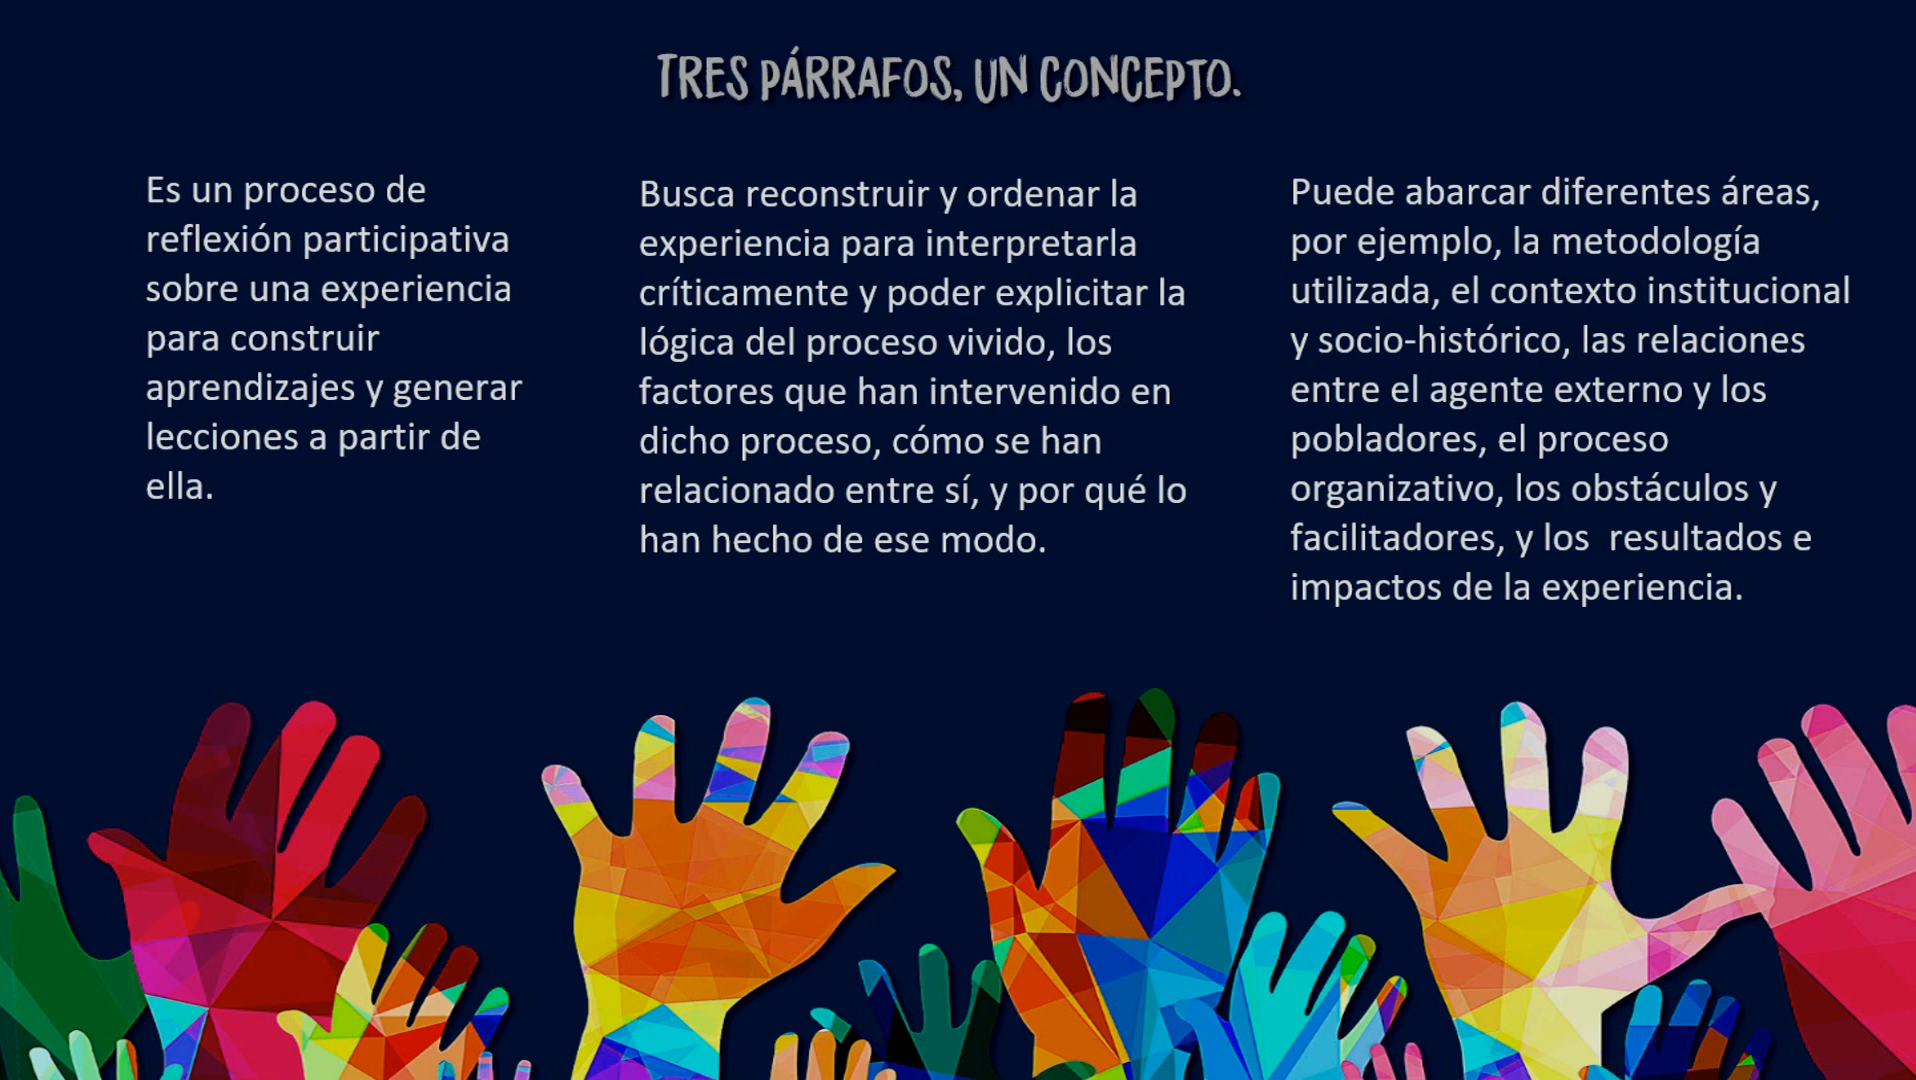 TRES PÁRRAFOS, UN CONCEPTO.
Es un proceso de
reflexión participativa
sobre una experiencia
para construir
aprendizajes y generar
lecciones a partir de
ella.
Busca reconstruir y ordenar la
experiencia para interpretarla
críticamente y poder explicitar la
lógica del proceso vivido, los
factores que han intervenido en
dicho proceso, cómo se han
relacionado entre sí, y por qué lo
han hecho de ese modo.
Puede abarcar diferentes áreas,
por ejemplo, la metodología
utilizada, el contexto institucional
y socio-histórico, las relaciones
entre el agente externo y los
pobladores, el proceso
organizativo, los obstáculos y
facilitadores, y los  resultados e
impactos de la experiencia.